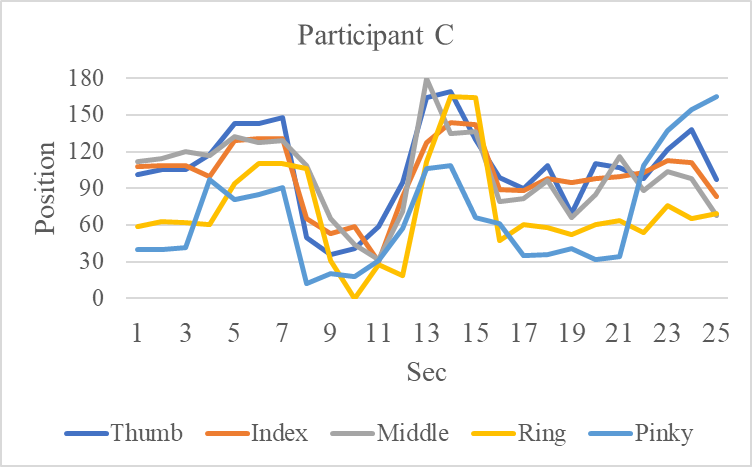 Participant C
180
150
120
90
60
30
0
Position
1 3 5 7 9 11 13 15 17 19 21 23 25
Sec
Thumb Index Middle Ring Pinky